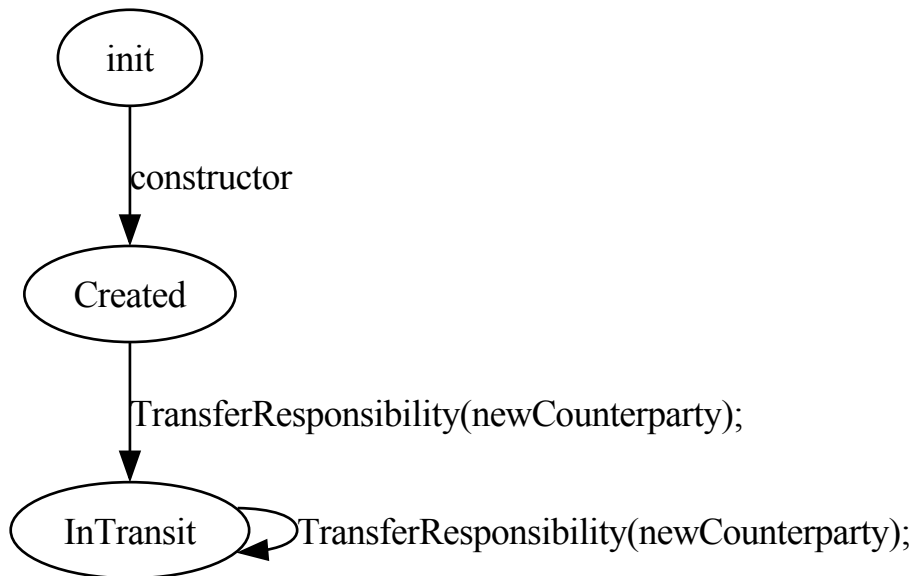 init
constructor
Created
TransferResponsibility(newCounterparty);
InTransit
TransferResponsibility(newCounterparty);